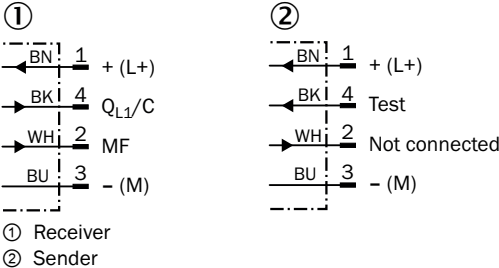 ①
BN 1 + (L+)
BK 4 QL1/C
WH 2 MF
BU 3 – (M)
②
BN 1 + (L+)
BK 4 Test
WH 2 Not connected
BU 3 – (M)
① Receiver
② Sender